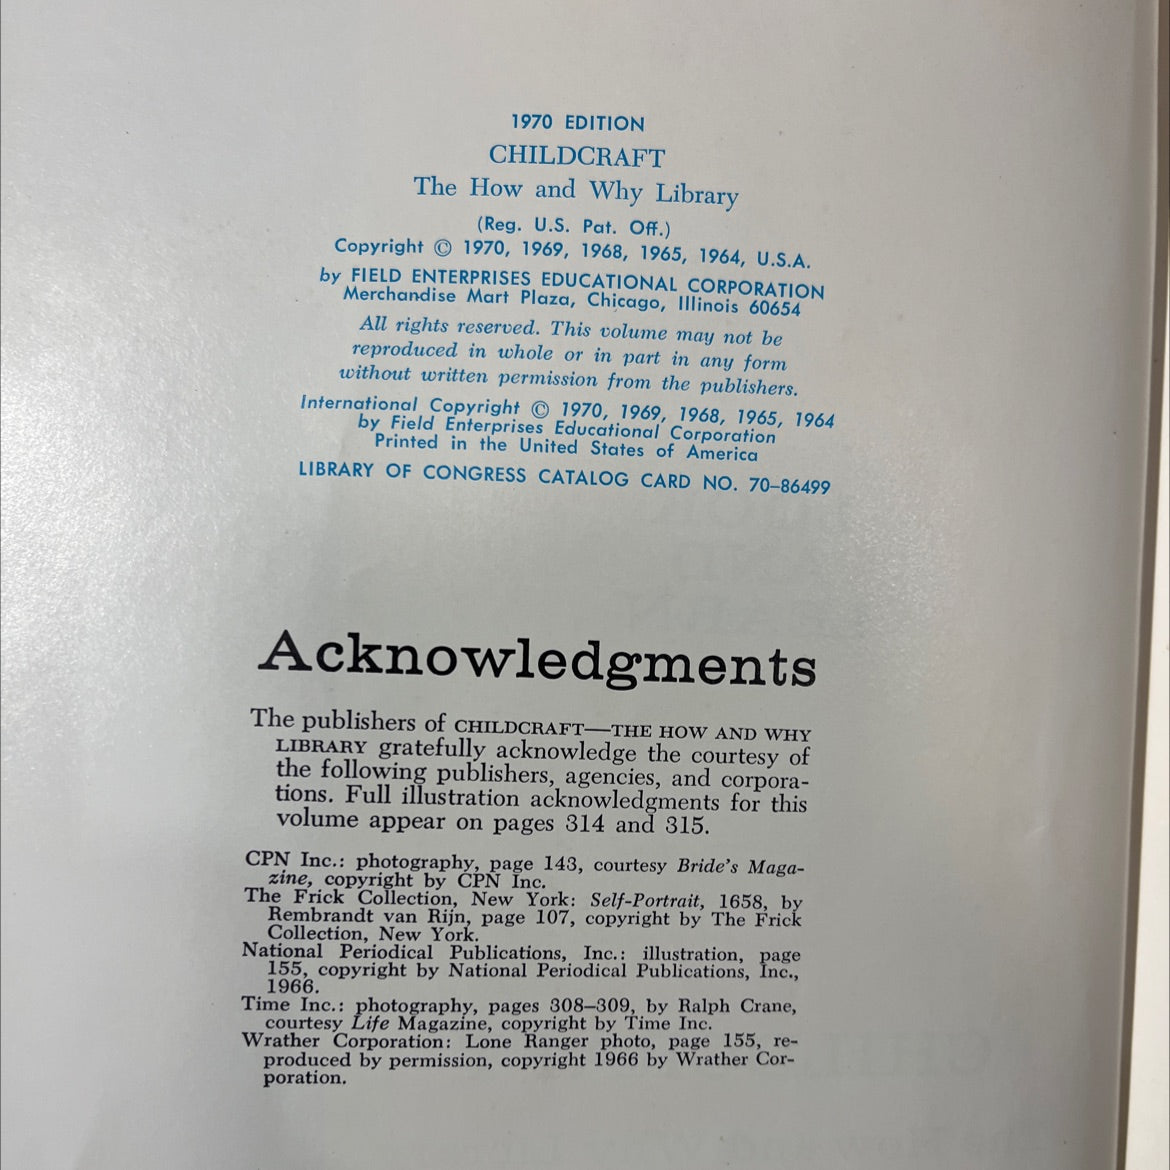 1970 EDITION
CHILDCRAFT
The How and Why Library
(Reg. U.S. Pat. Off.)
Copyright © 1970, 1969, 1968, 1965, 1964, U.S.A.
by FIELD ENTERPRISES EDUCATIONAL CORPORATION
Merchandise Mart Plaza, Chicago, Illinois 60654
All rights reserved. This volume may not be
reproduced in whole or in part in any form
without written permission from the publishers.
International Copyright © 1970, 1969, 1968, 1965, 1964
by Field Enterprises Educational Corporation
Printed in the United States of America
LIBRARY OF CONGRESS CATALOG CARD NO. 70–86499
Acknowledgments
The publishers of CHILDCRAFT—THE HOW AND WHY
LIBRARY gratefully acknowledge the courtesy of
the following publishers, agencies, and corpora-
tions. Full illustration acknowledgments for this
volume appear on pages 314 and 315.
CPN Inc.: photography, page 143, courtesy Bride's Maga-
zine, copyright by CPN Inc.
The Frick Collection, New York: Self-Portrait, 1658, by
Rembrandt van Rijn, page 107, copyright by The Frick
Collection, New York.
National Periodical Publications, Inc.: illustration, page
155, copyright by National Periodical Publications, Inc.,
1966.
Time Inc.: photography, pages 308–309, by Ralph Crane,
courtesy Life Magazine, copyright by Time Inc.
Wrather Corporation: Lone Ranger photo, page 155, re-
produced by permission, copyright 1966 by Wrather Cor-
poration.